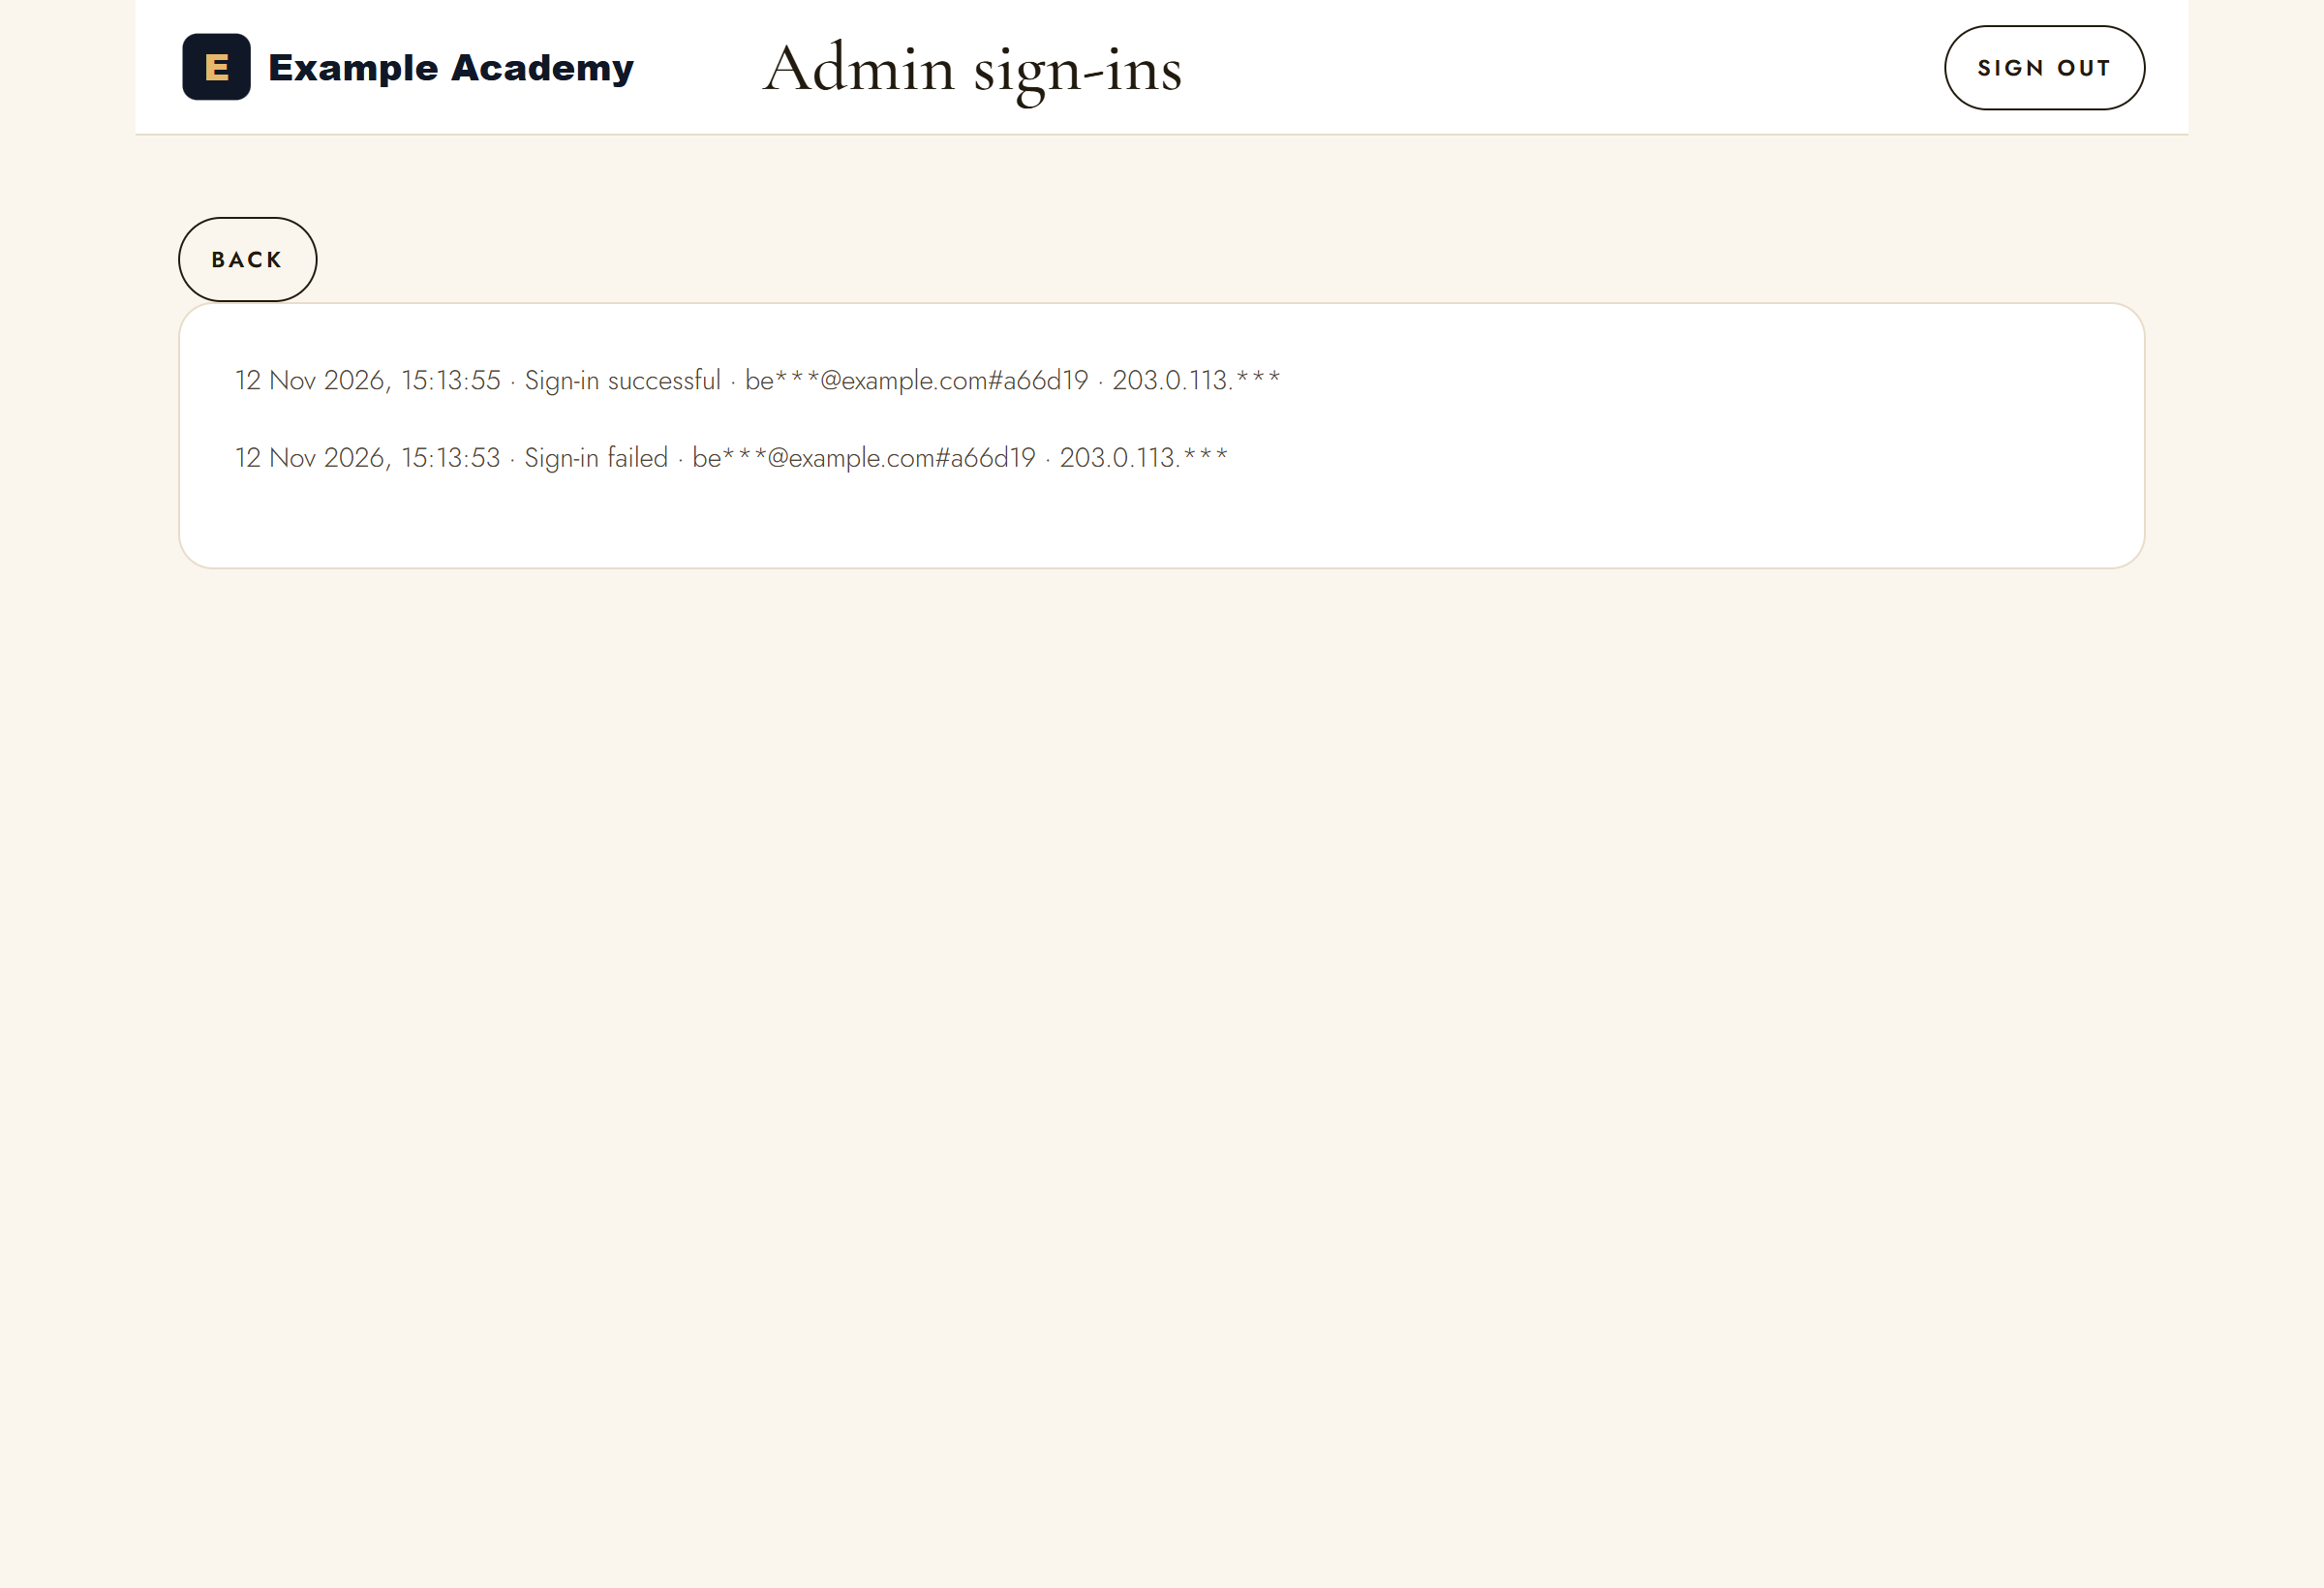 E Example Academy
Admin sign-ins
SIGN OUT
BACK
12 Nov 2026, 15:13:55 · Sign-in successful · be***@example.com#a66d19 · 203.0.113.***
12 Nov 2026, 15:13:53 · Sign-in failed · be***@example.com#a66d19 · 203.0.113.***